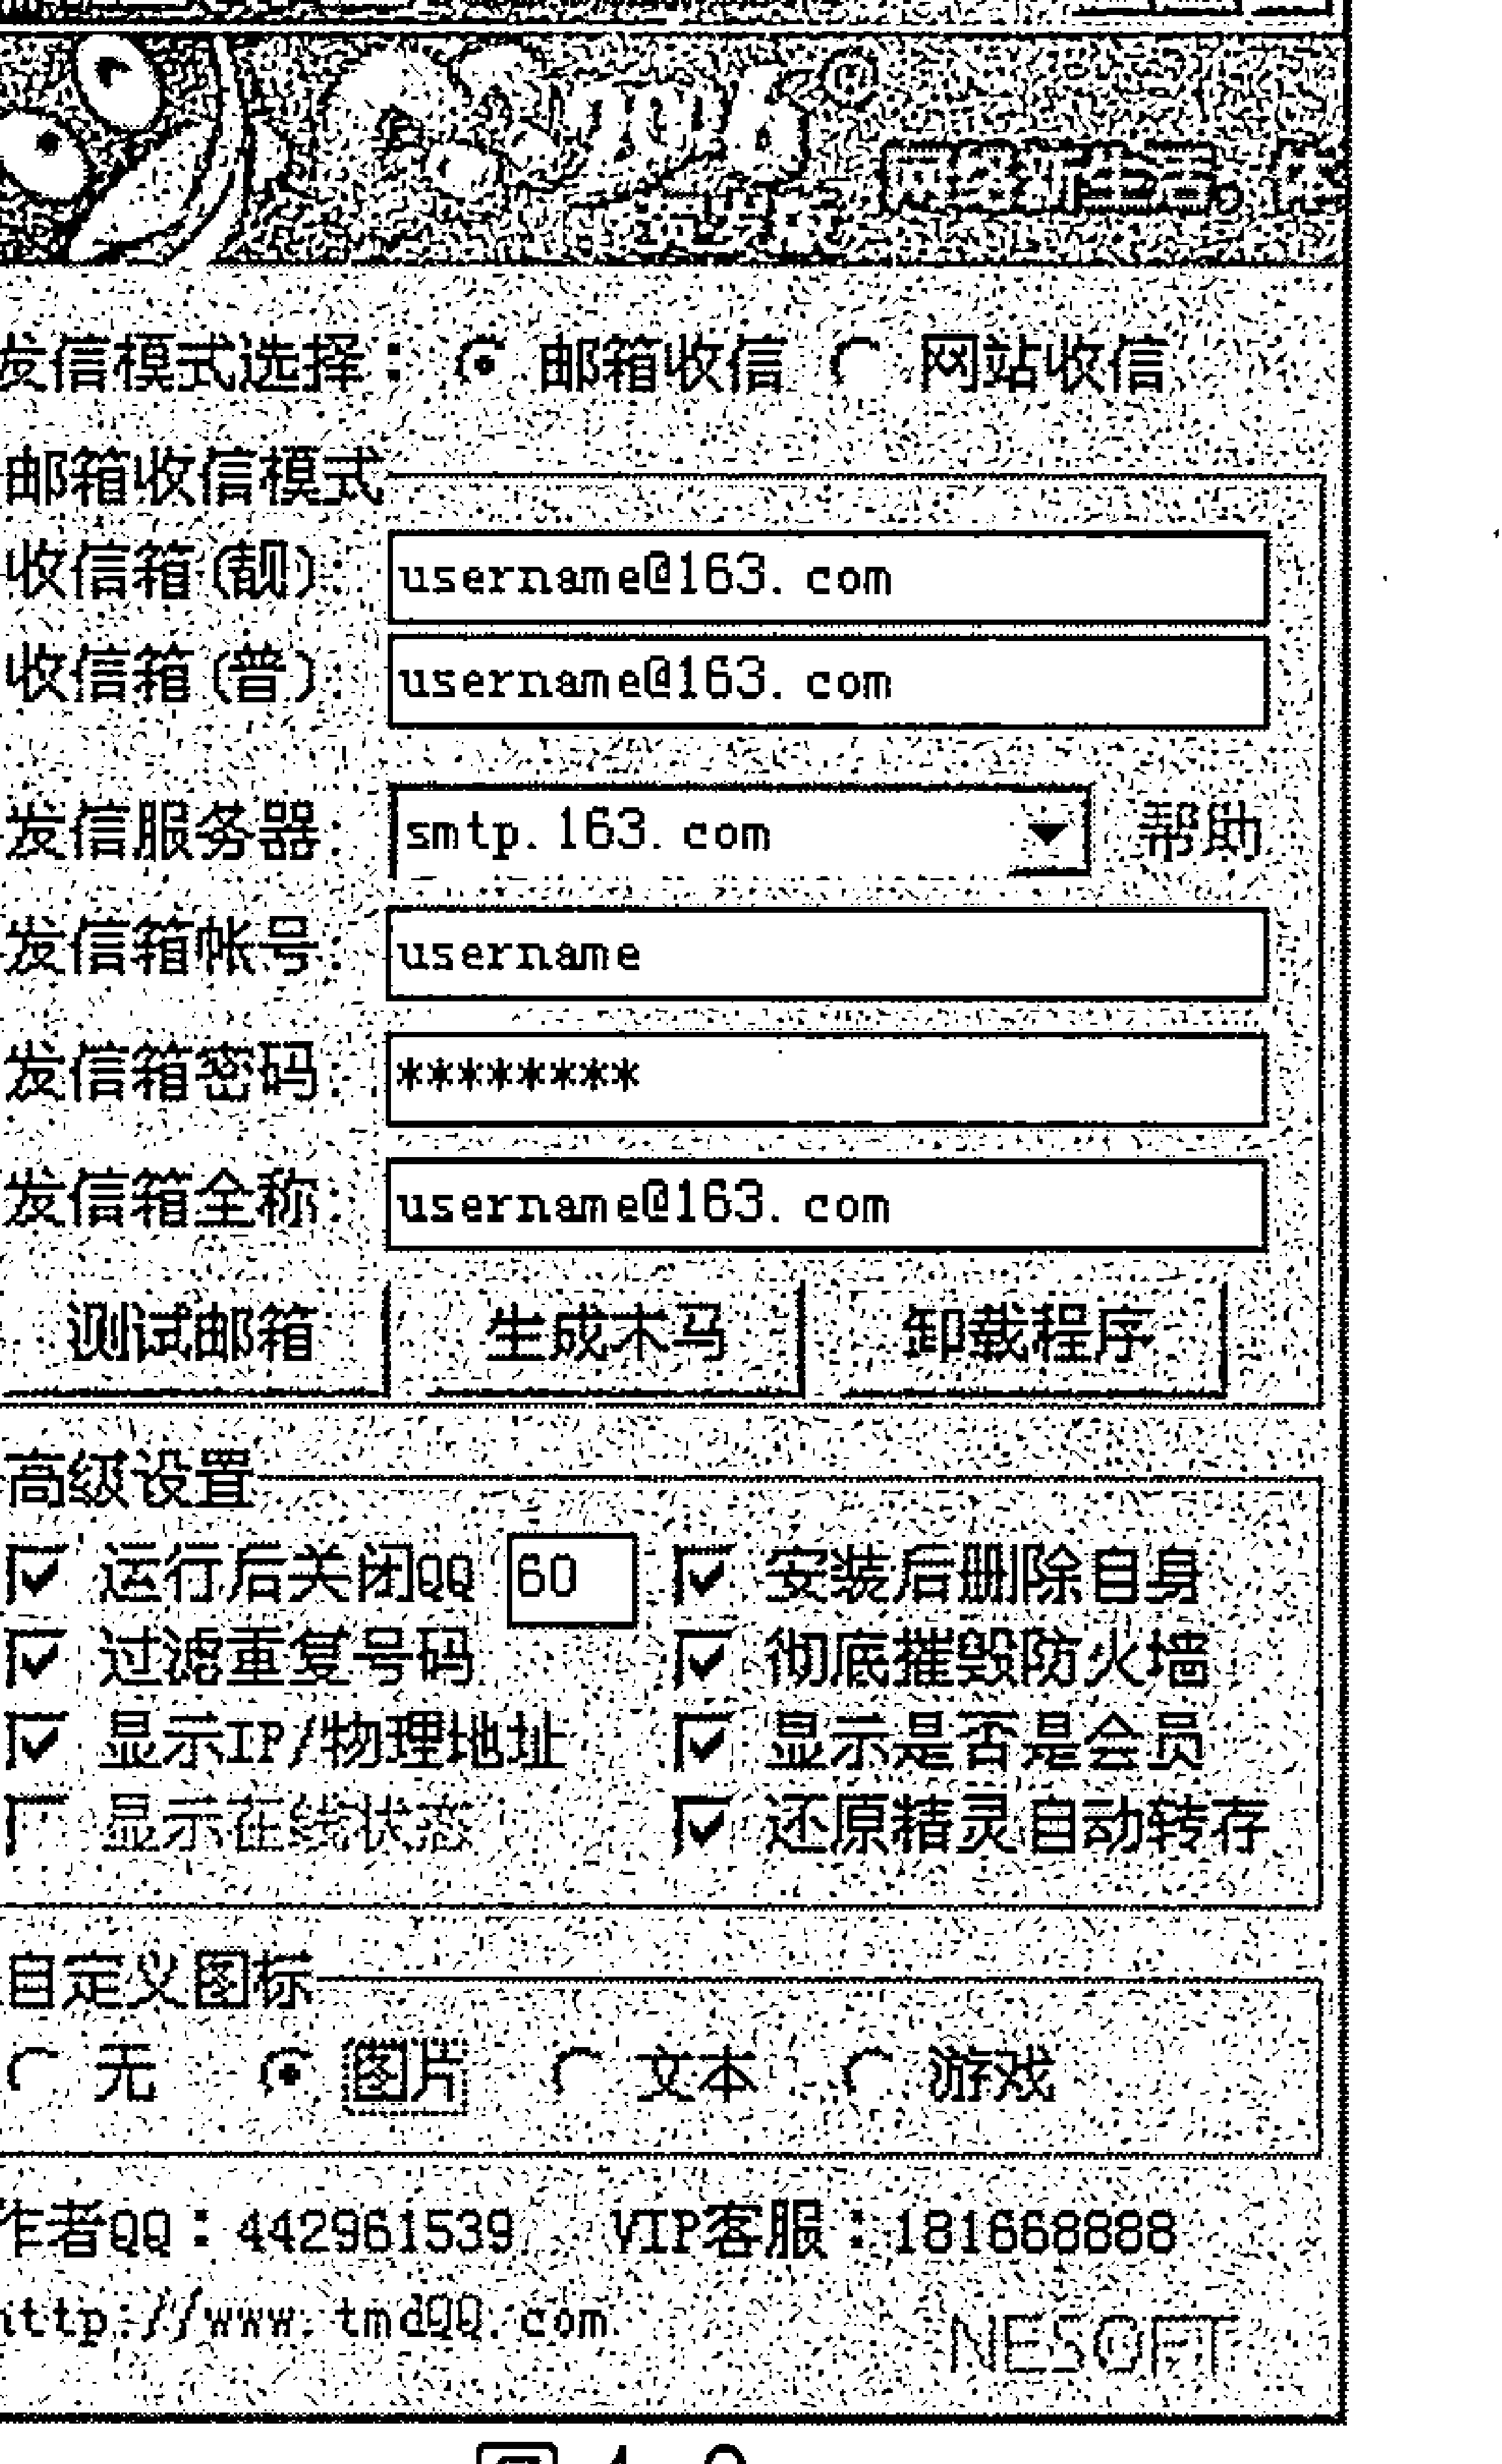 发信模式选择： 邮箱收信 网站收信
邮箱收信模式
收信箱(靓): username@163.com
收信箱(普): username@163.com
发信服务器: smtp.163.com 帮助
发信箱帐号: username
发信箱密码: ********
发信箱全称: username@163.com
测试邮箱 生成木马 卸载程序
高级设置
运行后关闭QQ 60 安装后删除自身
过滤重复号码 彻底摧毁防火墙
显示IP/物理地址 显示是否是会员
显示在线状态 还原精灵自动转存
自定义图标
无 图片 文本 游戏
作者QQ：442961539 VIP客服：181668888
http://www.tmdQQ.com
NESOFT